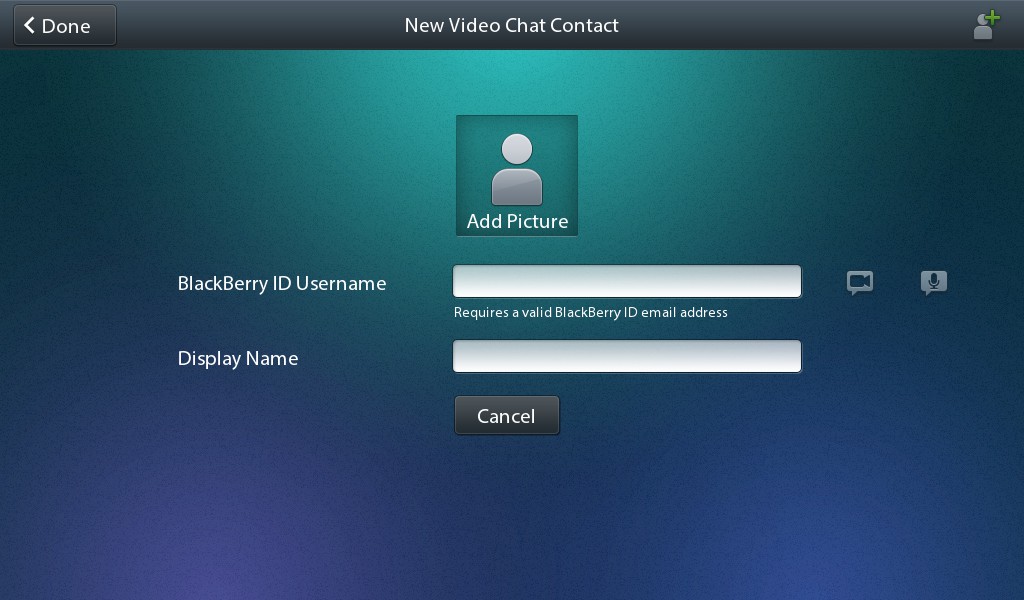 Done
New Video Chat Contact
Add Picture
BlackBerry ID Username
Requires a valid BlackBerry ID email address
Display Name
Cancel